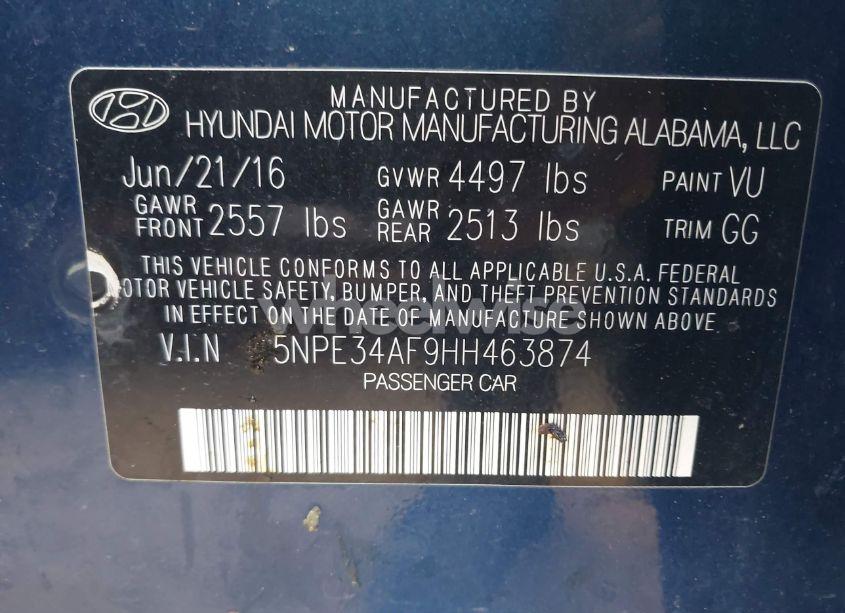 MANUFACTURED BY
HYUNDAI MOTOR MANUFACTURING ALABAMA, LLC
Jun/21/16 GVWR 4497 lbs PAINT VU
GAWR FRONT 2557 lbs GAWR REAR 2513 lbs TRIM GG
THIS VEHICLE CONFORMS TO ALL APPLICABLE U.S.A. FEDERAL
OTOR VEHICLE SAFETY, BUMPER, AND THEFT PREVENTION STANDARDS
IN EFFECT ON THE DATE OF MANUFACTURE SHOWN ABOVE.
wheelwise
V.I.N 5NPE34AF9HH463874
PASSENGER CAR